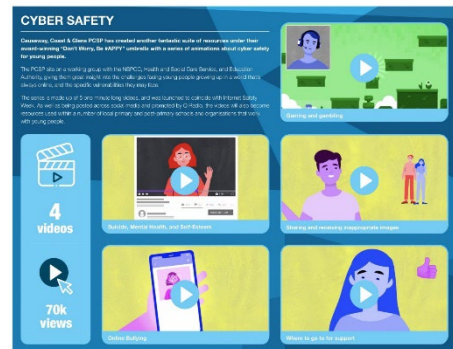 CYBER SAFETY
Causeway, Coast & Glens PCSP has created another fantastic suite of resources under their
award-winning "Don't Worry, Be #APPY" umbrella with a series of animations about cyber safety
for young people.
The PCSP sits on a working group with the NSPCC, Health and Social Care Service, and Education
Authority, giving them great insight into the challenges facing young people growing up in a world that's
always online, and the specific vulnerabilities they may face.
The series is made up of 5 one minute long videos, and was launched to coincide with Internet Safety
Week. As well as being posted across social media and promoted by Q Radio, the videos will also become
resources used within a number of local primary and post-primary schools and organisations that work
with young people.
Gaming and gambling
4
videos
Suicide, Mental Health, and Self-Esteem
Sharing and receiving inappropriate images
70k
views
Online Bullying
Where to go to for support